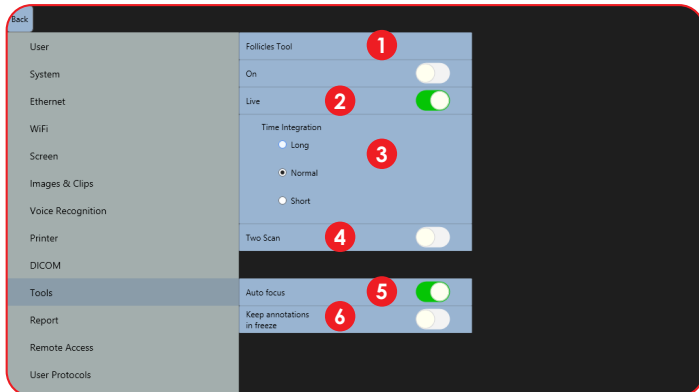 Back
User
System
Ethernet
WiFi
Screen
Images & Clips
Voice Recognition
Printer
DICOM
Tools
Report
Remote Access
User Protocols
Follicles Tool 1
On
Live 2
Time Integration
Long
3
Normal
Short
Two Scan 4
Auto focus 5
Keep annotations
in freeze 6